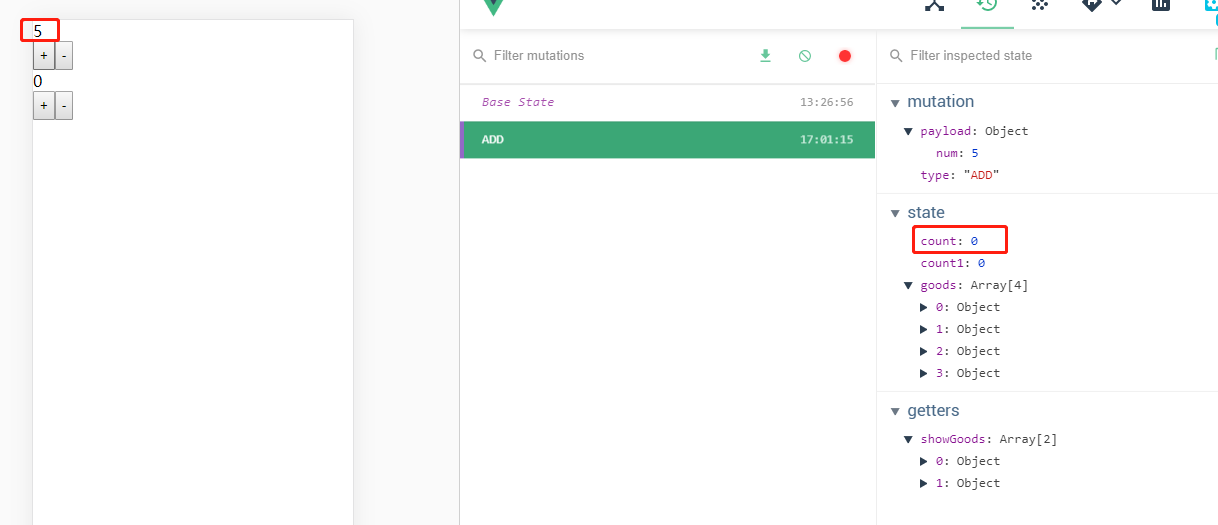 5
+ -
0
+ -
Filter mutations
Base State 13:26:56
ADD 17:01:15
Filter inspected state
mutation
payload: Object
num: 5
type: "ADD"
state
count: 0
count1: 0
goods: Array[4]
0: Object
1: Object
2: Object
3: Object
getters
showGoods: Array[2]
0: Object
1: Object